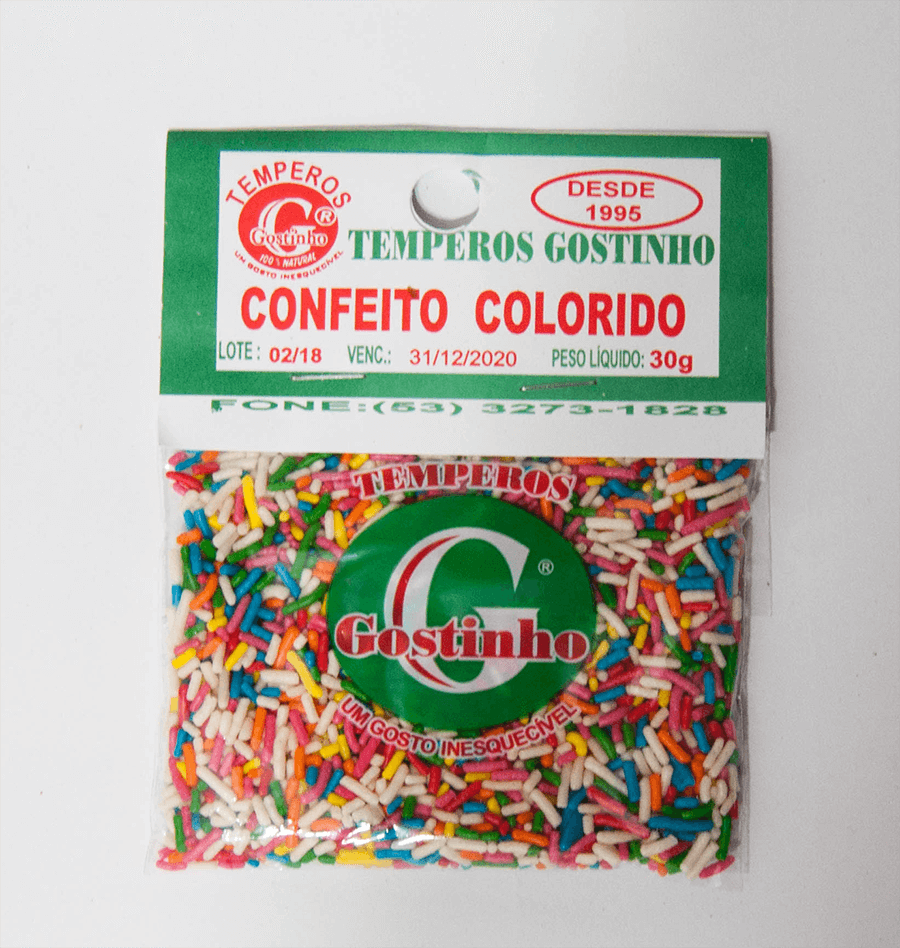 TEMPEROS
G ®
Gostinho
100% NATURAL
UM GOSTO INESQUECÍVEL
DESDE
1995
TEMPEROS GOSTINHO
CONFEITO COLORIDO
LOTE: 02/18 VENC.: 31/12/2020 PESO LÍQUIDO: 30g
FONE:(53) 3273-1828
TEMPEROS
G ®
Gostinho
UM GOSTO INESQUECÍVEL